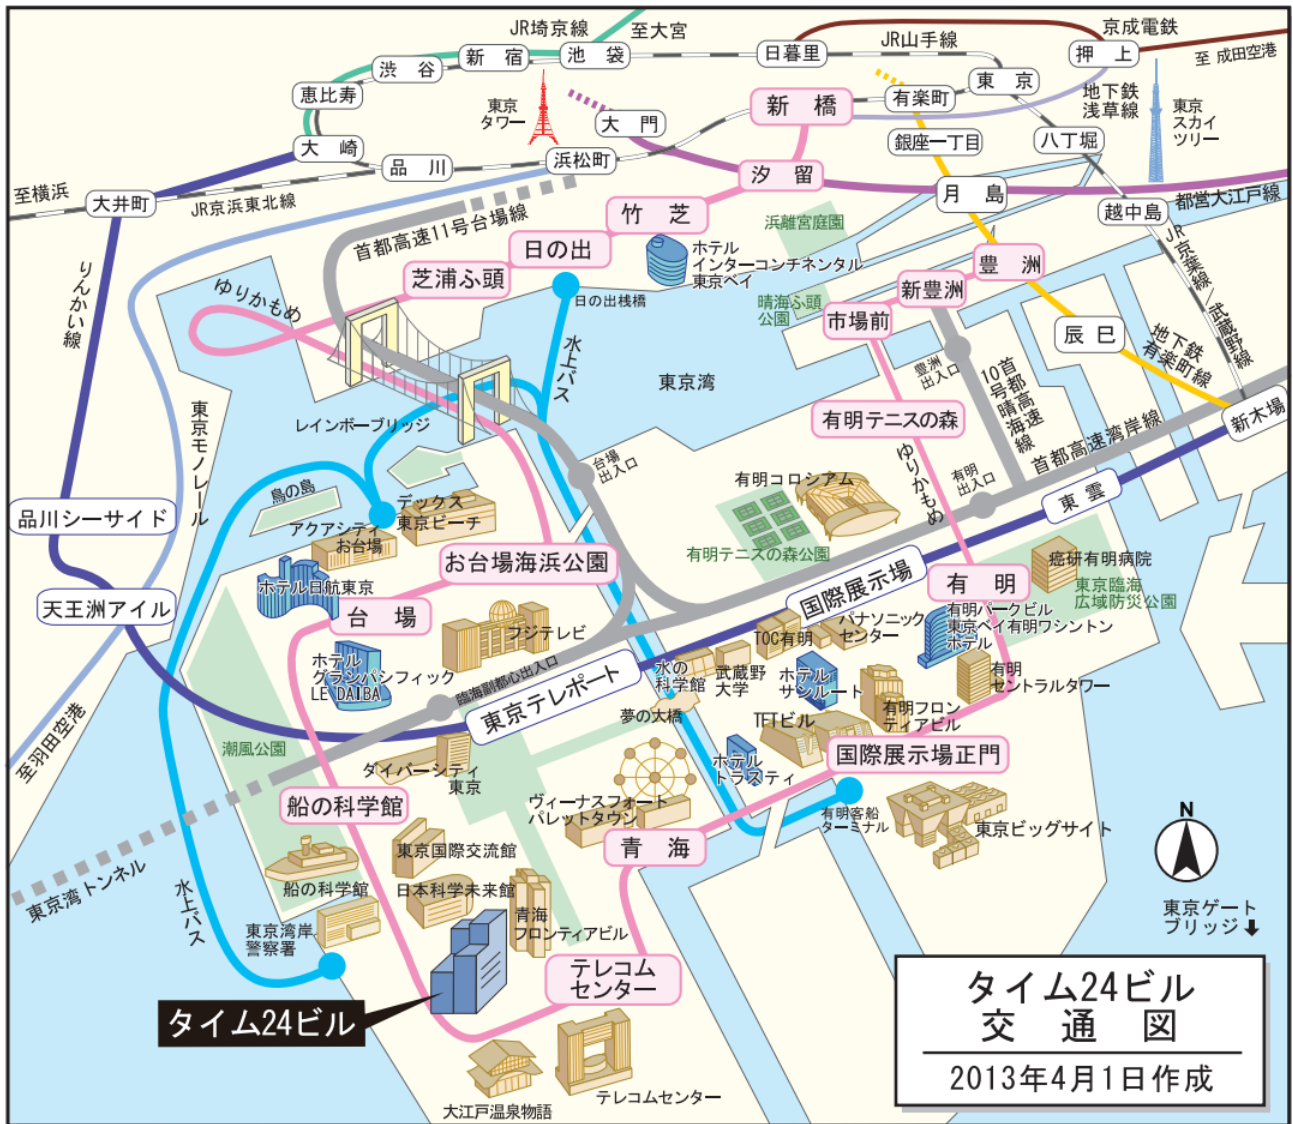 JR埼京線
至大宮
京成電鉄
JR山手線
至 成田空港
新 宿
池 袋
日暮里
押 上
渋 谷
恵比寿
東 京
有楽町
地下鉄
浅草線
東京
タワー
東京
スカイ
ツリー
新 橋
大 門
大 崎
品 川
浜松町
銀座一丁目
八丁堀
汐 留
月 島
越中島
都営大江戸線
至横浜
大井町
JR京浜東北線
首都高速11号台場線
竹 芝
日の出
芝浦ふ頭
浜離宮庭園
ホテル
インターコンチネンタル
東京ベイ
豊 洲
新豊洲
市場前
晴海ふ頭
公園
JR京葉線/武蔵野線
りんかい線
ゆりかもめ
日の出桟橋
水上バス
東京湾
辰 巳
地下鉄
有楽町線
豊洲
出入口
10号晴海線
首都高速
首都高速湾岸線
新木場
東京モノレール
レインボーブリッジ
有明テニスの森
ゆりかもめ
台場
出入口
有明
出入口
有明コロシアム
東 雲
鳥の島
デックス
東京ビーチ
アクアシティ
お台場
品川シーサイド
有明テニスの森公園
お台場海浜公園
国際展示場
癌研有明病院
有 明
東京臨海
広域防災公園
ホテル日航東京
天王洲アイル
台 場
フジテレビ
TOC有明
パナソニック
センター
有明パークビル
東京ベイ有明ワシントン
ホテル
ホテル
グランパシフィック
LE DAIBA
臨海副都心出入口
東京テレポート
水の
科学館
武蔵野
大学
ホテル
サンルート
有明
セントラルタワー
夢の大橋
TFTビル
有明フロン
ティアビル
至羽田空港
潮風公園
ダイバーシティ
東京
ホテル
トラスティ
国際展示場正門
船の科学館
ヴィーナスフォート
パレットタウン
有明客船
ターミナル
東京ビッグサイト
青 海
東京国際交流館
船の科学館
日本科学未来館
東京湾トンネル
水上バス
東京湾岸
警察署
青海
フロンティアビル
N
東京ゲート
ブリッジ
テレコム
センター
タイム24ビル
大江戸温泉物語
テレコムセンター
タイム24ビル
交 通 図
2013年4月1日作成